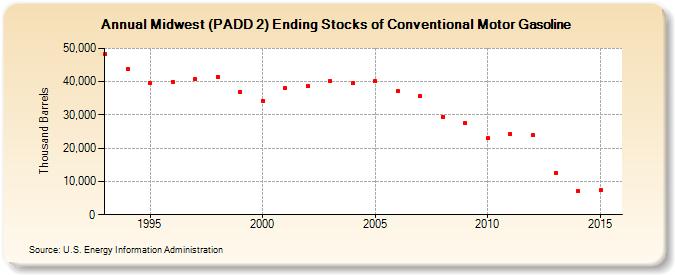 Annual Midwest (PADD 2) Ending Stocks of Conventional Motor Gasoline
Thousand Barrels
50,000
40,000
30,000
20,000
10,000
0
1995 2000 2005 2010 2015
Source: U.S. Energy Information Administration